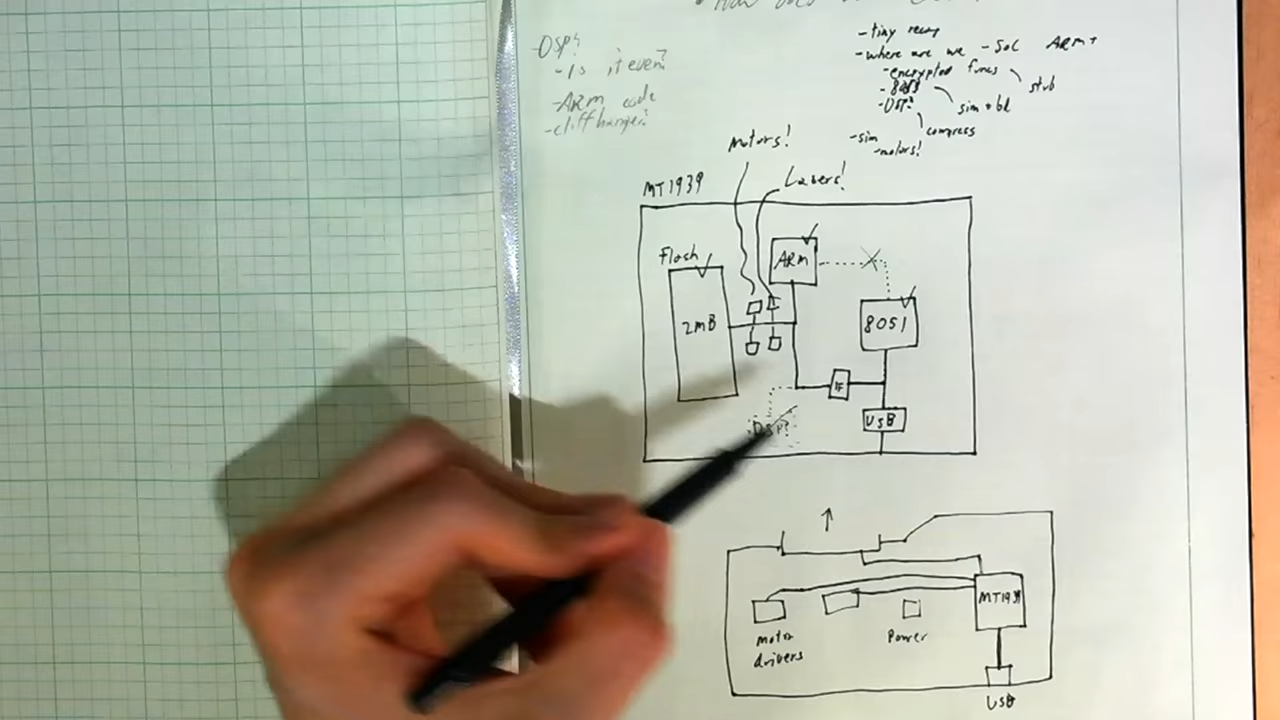 - tiny recap
- where are we - SoC ARM+
- encrypted funcs
stub
- 8051
- DSP?
sim + bl
compress
- sim
- motors!
DSP?
- Is it even?
- ARM code
- cliffhanger?
Motors!
Lasers!
MT1939
Flash
ARM
2MB
8051
IF
DSP?
USB
MT1939
motor
drivers
Power
USB